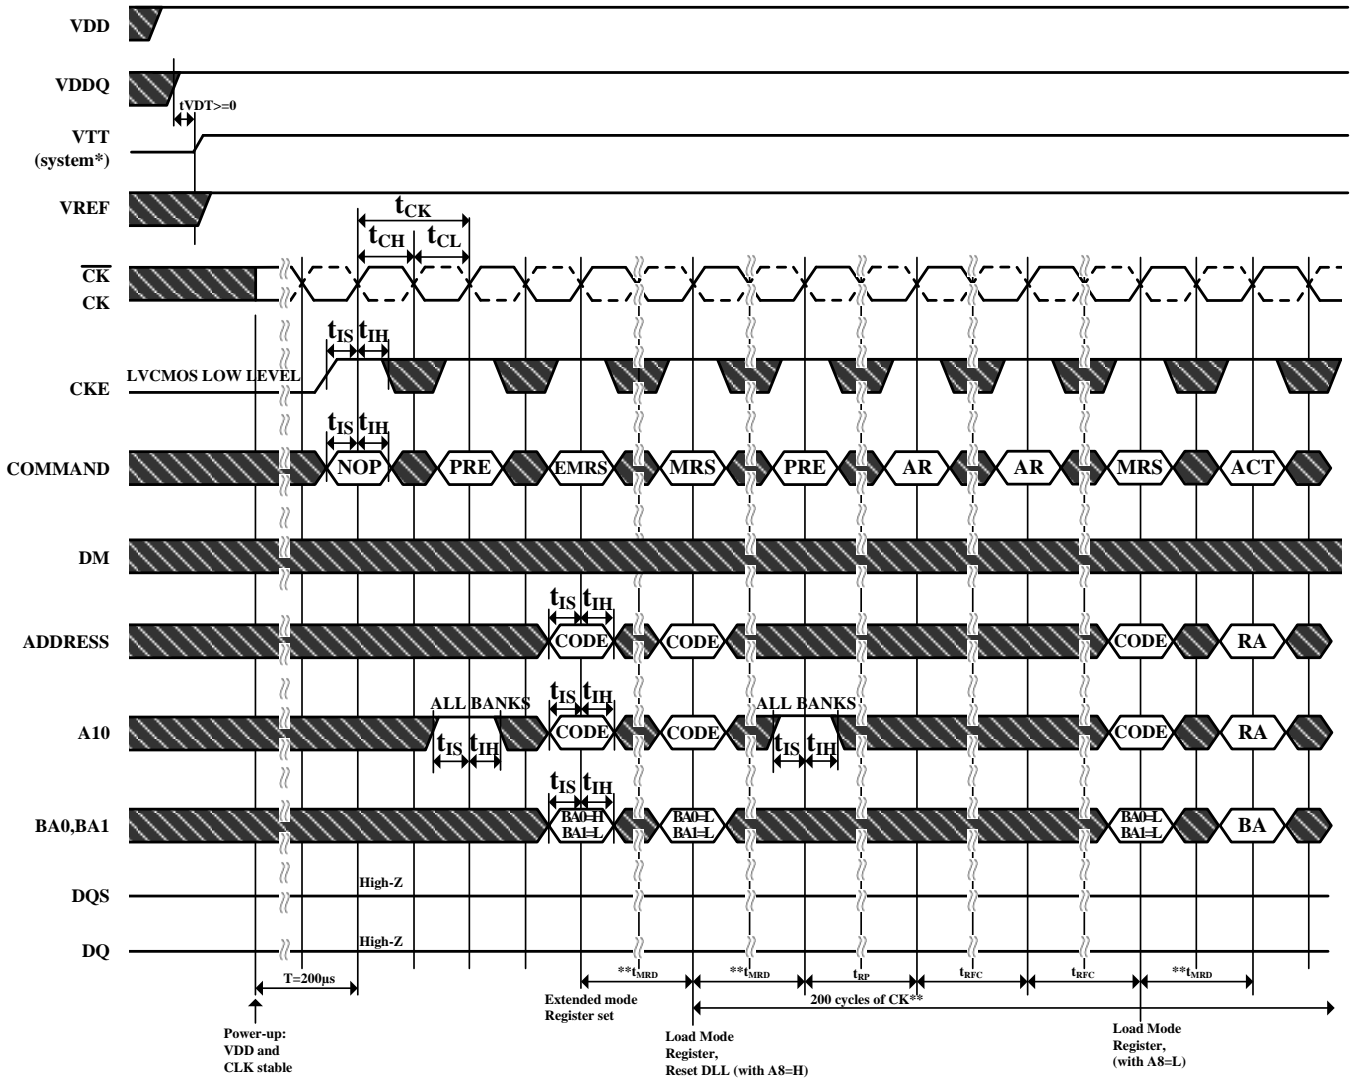 VDD
VDDQ
tVDT>=0
VTT
(system*)
VREF
tCK
tCH tCL
CK
CK
tIS tIH
LVCMOS LOW LEVEL
CKE
tIS tIH
COMMAND NOP PRE EMRS MRS PRE AR AR MRS ACT
DM
tIS tIH
ADDRESS CODE CODE CODE RA
ALL BANKS tIS tIH ALL BANKS
A10 CODE CODE CODE RA
tIS tIH tIS tIH
tIS tIH
BA0,BA1 BA0=H BA1=L BA0=L BA1=L BA0=L BA1=L BA
High-Z
DQS
High-Z
DQ
T=200µs **tMRD **tMRD tRP tRFC tRFC **tMRD
200 cycles of CK**
Extended mode
Register set
Power-up:
VDD and
CLK stable
Load Mode
Register,
Reset DLL (with A8=H)
Load Mode
Register,
(with A8=L)